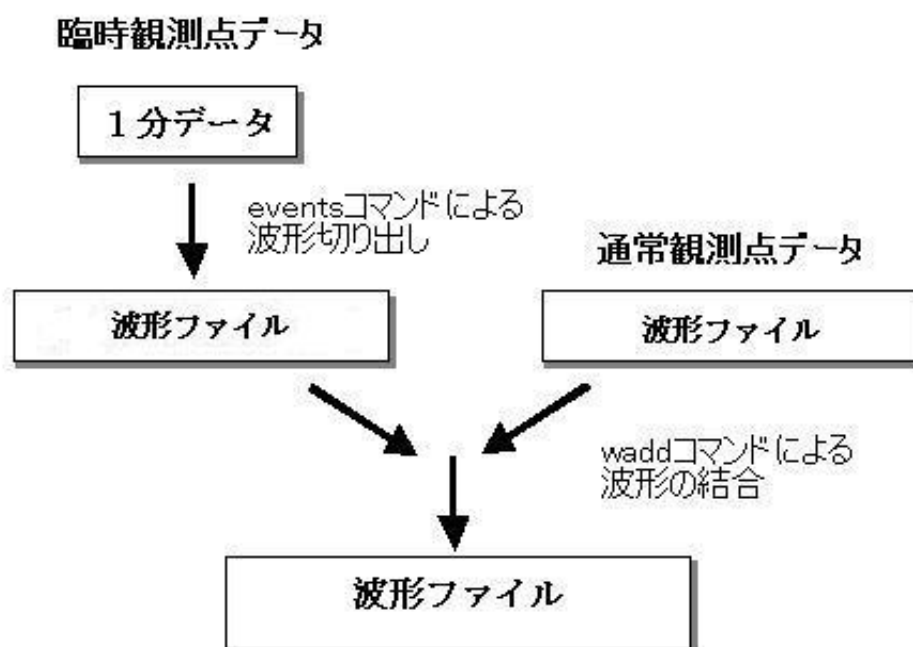 臨時観測点データ
1分データ
eventsコマンドによる
波形切り出し
通常観測点データ
波形ファイル
波形ファイル
waddコマンドによる
波形の結合
波形ファイル